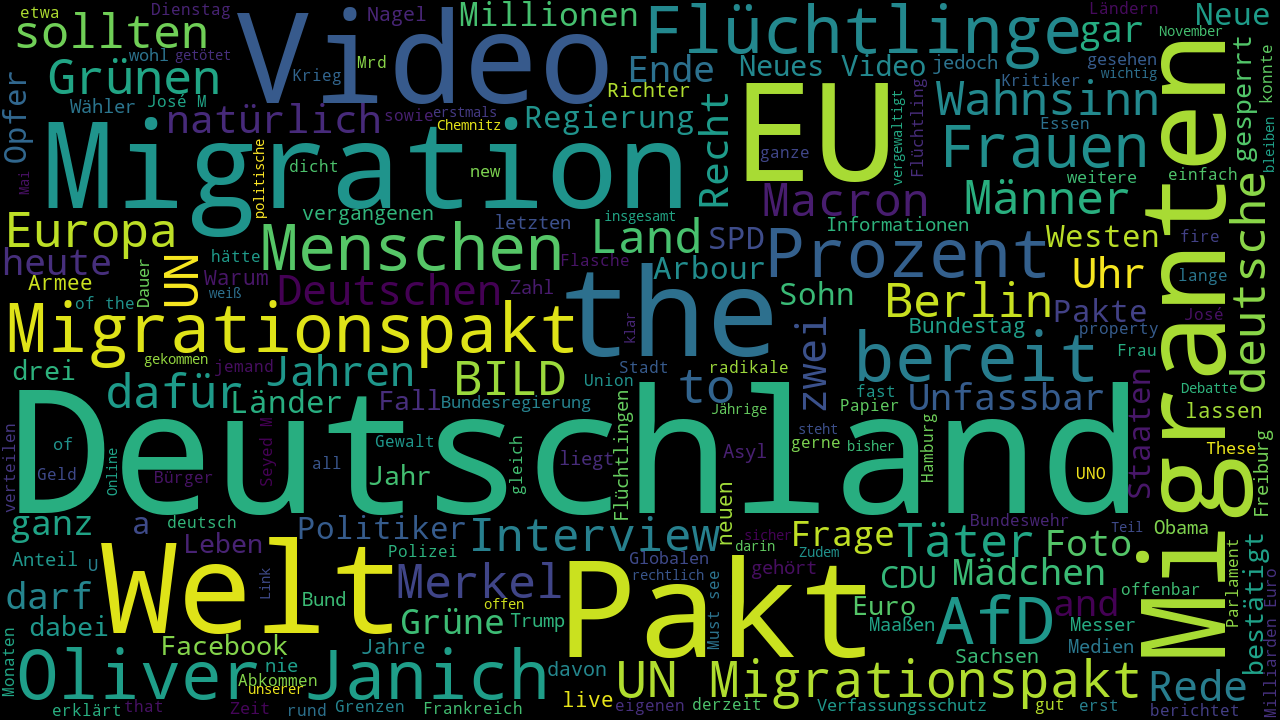 etwa
Dienstag
Nagel
Millionen
Flüchtlinge
Ländern
Neue
sollten
Video
gar
November
wohl
getötet
Grünen
Krieg
Mrd
Ende
Neues Video
jedoch
gesehen
wichtig
konnte
Kritiker
Richter
Wähler
José M
Opfer
natürlich
sowie
erstmals
Chemnitz
Regierung
Recht
EU
Wahnsinn
Essen
gesperrt
bleiben
Migration
politische
dicht
new
ganze
vergewaltigt
Flüchtling
Frauen
weitere
einfach
Mai
Macron
Männer
Migranten
deutsche
Europa
vergangenen
letzten
insgesamt
Informationen
Westen
fire
heute
UN
hätte
Menschen
Land
SPD
Prozent
Uhr
lange
Armee
Dauer
Warum
weiß
Deutschen
Flasche
Zahl
Arbour
Sohn
Berlin
Pakte
José
of the
the
klar
Bundestag
property
Migrationspakt
gekommen
jemand
Stadt
radikale
zwei
bereit
Frau
drei
dafür
Jahren
BILD
Union
to
fast
Unfassbar
Staaten
Debatte
Länder
Fall
Bundesregierung
Jährige
Papier
lassen
Deutschland
verteilen
of
Geld
Online
Bürger
Seyed M
all
Gewalt
Jahr
gleich
liegt
Flüchtlingen
Asyl
steht
gerne
bisher
Hamburg
UNO
These
Freiburg
ganz
a
deutsch
Politiker
Interview
neuen
sicher
Frage
Bundeswehr
Teil
Obama
Anteil
U
Leben
Polizei
Globalen
darin
Zudem
Täter
Foto
Parlament
bestätigt
Milliarden Euro
darf
Welt
Link
Bund
Merkel
offen
rechtlich
Pakt
Must see
gehört
CDU
Mädchen
offenbar
dabei
Grüne
Trump
Euro
Maaßen
AfD
and
Messer
Facebook
Jahre
Medien
Monaten
Oliver Janich
nie
Abkommen
unserer
davon
UN Migrationspakt
Sachsen
Rede
erklärt
that
Zeit
rund
Grenzen
Frankreich
live
eigenen
derzeit
Verfassungsschutz
gut
erst
berichtet